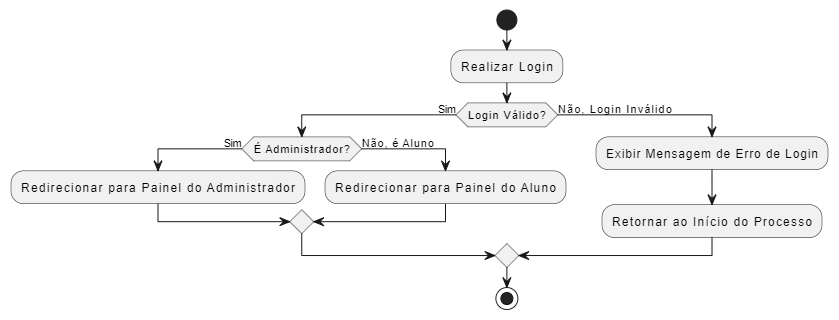 Realizar Login
Sim
Login Válido?
Não, Login Inválido
Sim
É Administrador?
Não, é Aluno
Exibir Mensagem de Erro de Login
Redirecionar para Painel do Administrador
Redirecionar para Painel do Aluno
Retornar ao Início do Processo